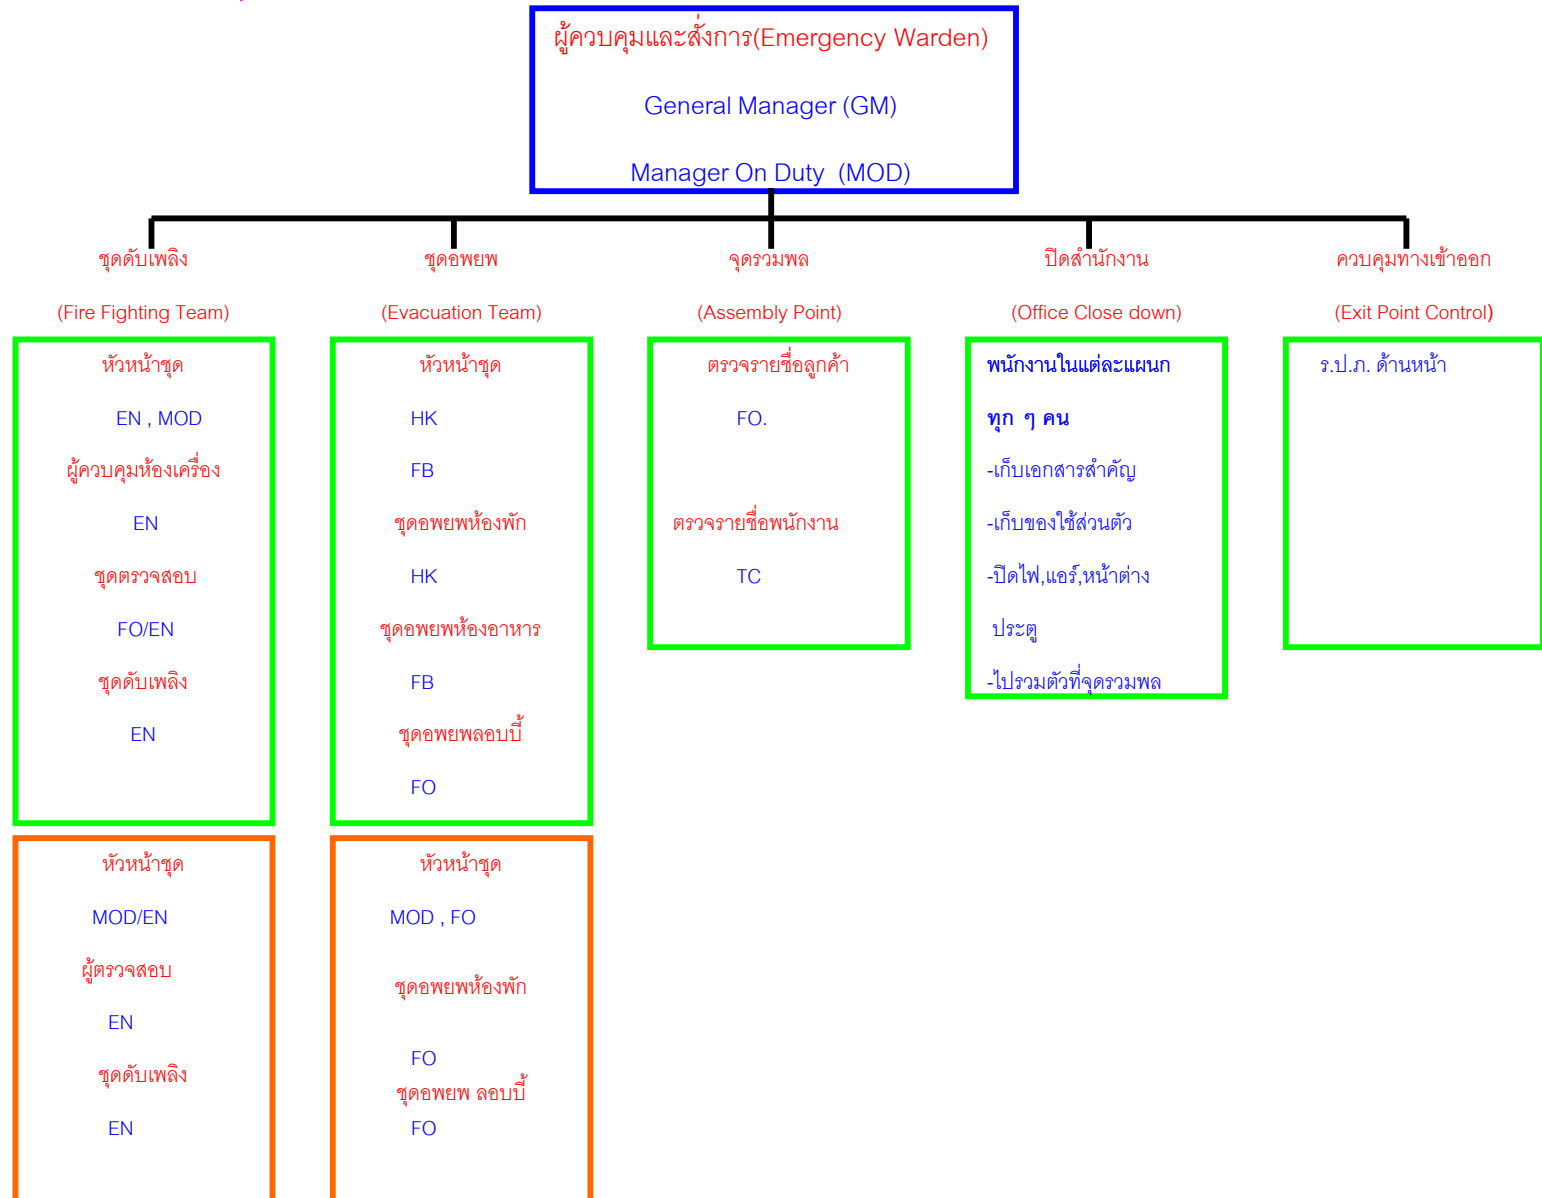 ผู้ควบคุมและสั่งการ(Emergency Warden)
General Manager (GM)
Manager On Duty (MOD)
ชุดดับเพลิง
(Fire Fighting Team)
หัวหน้าชุด
EN , MOD
ผู้ควบคุมห้องเครื่อง
EN
ชุดตรวจสอบ
FO/EN
ชุดดับเพลิง
EN
หัวหน้าชุด
MOD/EN
ผู้ตรวจสอบ
EN
ชุดดับเพลิง
EN
ชุดอพยพ
(Evacuation Team)
หัวหน้าชุด
HK
FB
ชุดอพยพห้องพัก
HK
ชุดอพยพห้องอาหาร
FB
ชุดอพยพลอบบี้
FO
หัวหน้าชุด
MOD , FO
ชุดอพยพห้องพัก
FO
ชุดอพยพ ลอบบี้
FO
จุดรวมพล
(Assembly Point)
ตรวจรายชื่อลูกค้า
FO.
ตรวจรายชื่อพนักงาน
TC
ปิดสำนักงาน
(Office Close down)
พนักงานในแต่ละแผนก
ทุก ๆ คน
-เก็บเอกสารสำคัญ
-เก็บของใช้ส่วนตัว
-ปิดไฟ,แอร์,หน้าต่าง
ประตู
-ไปรวมตัวที่จุดรวมพล
ควบคุมทางเข้าออก
(Exit Point Control)
ร.ป.ภ. ด้านหน้า